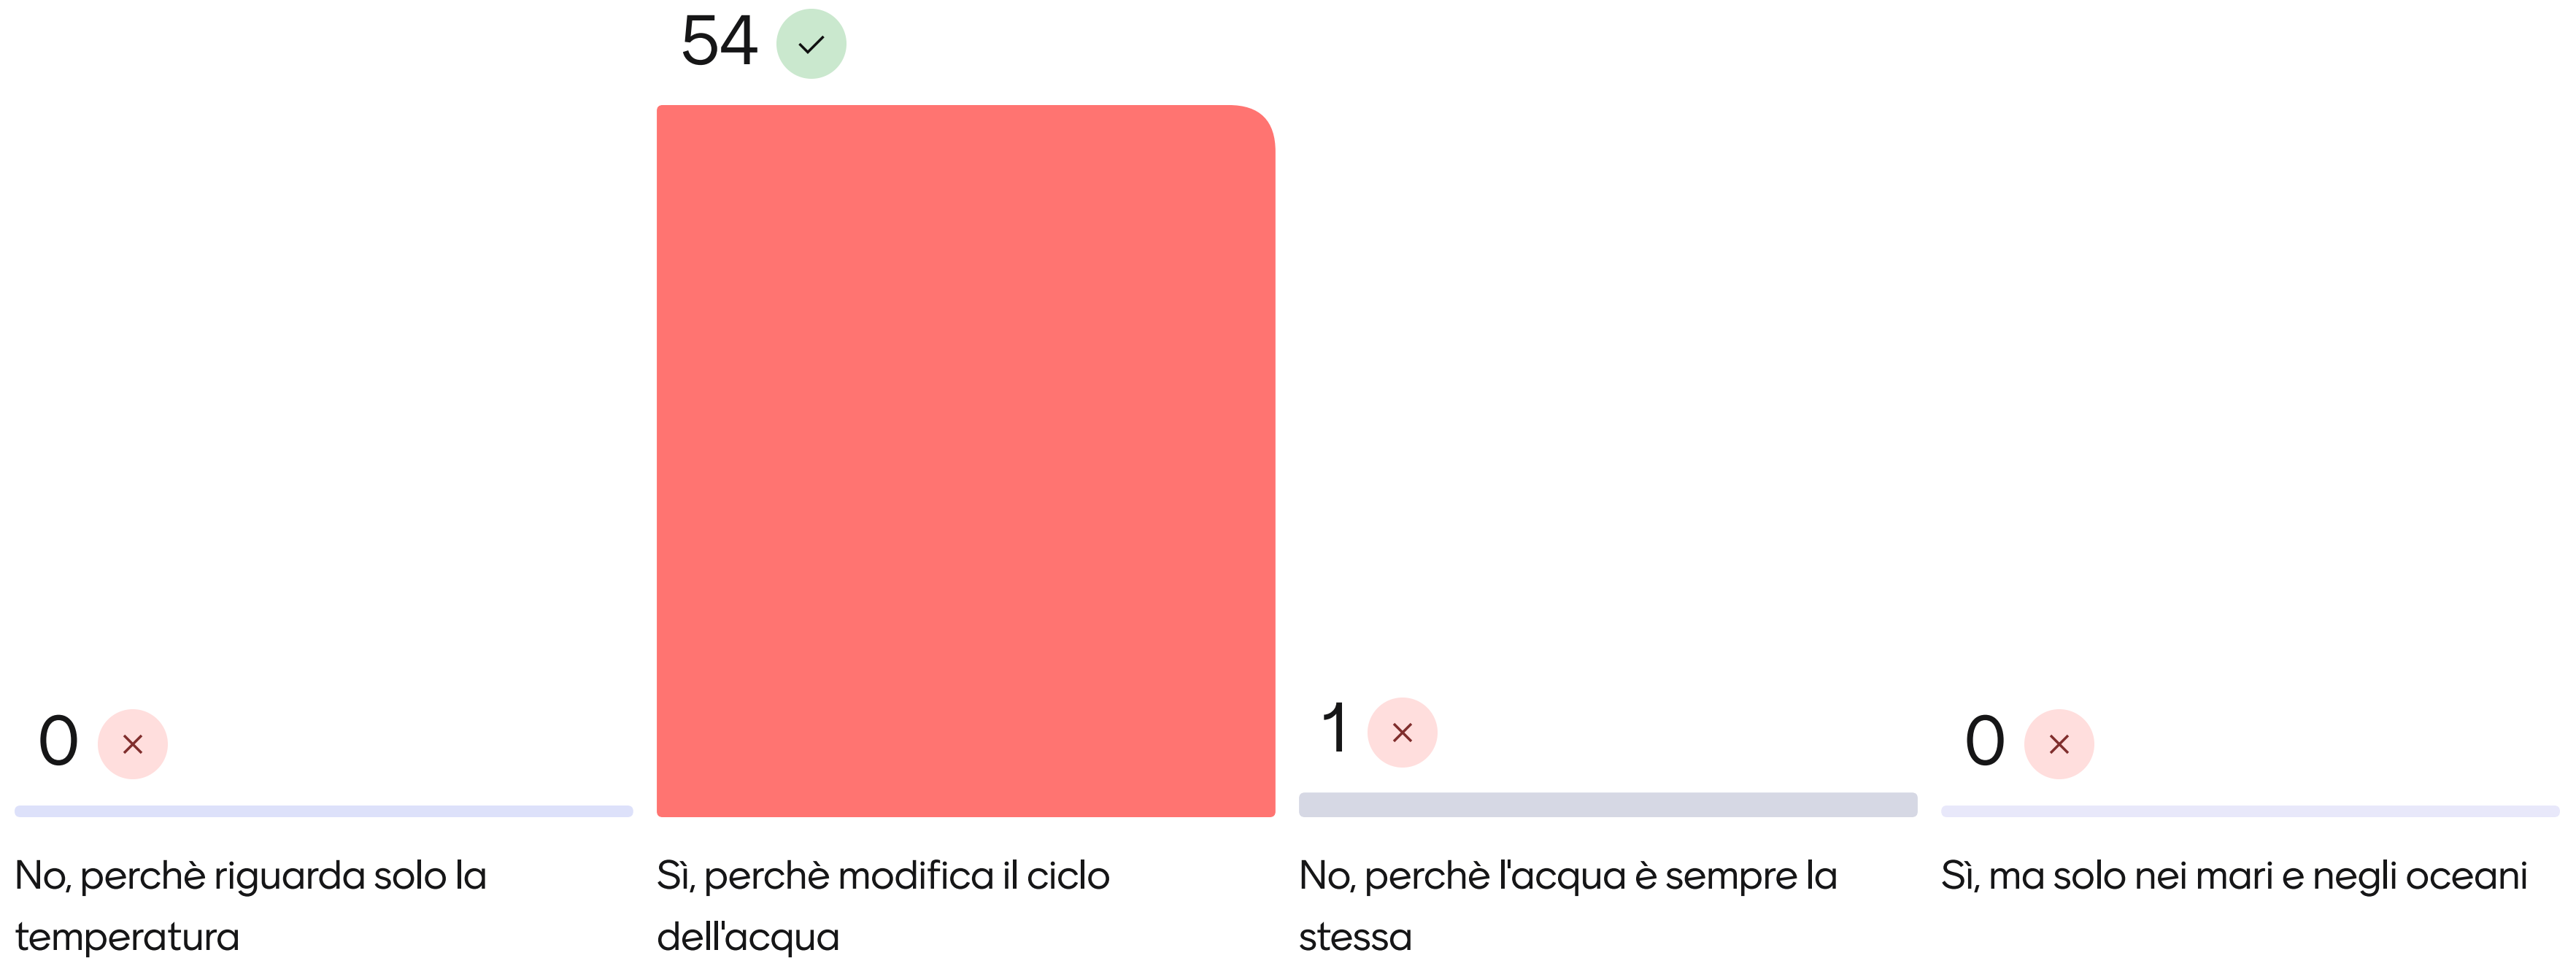 54
0
1
0
No, perchè riguarda solo la
temperatura
Sì, perchè modifica il ciclo
dell'acqua
No, perchè l'acqua è sempre la
stessa
Sì, ma solo nei mari e negli oceani